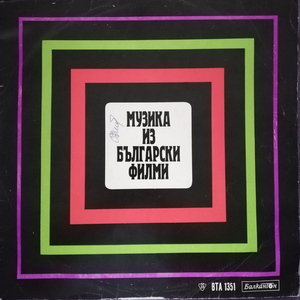 МУЗИКА
ИЗ
БЪЛГАРСКИ
ФИЛМИ
ВТА 1351
Балкантон